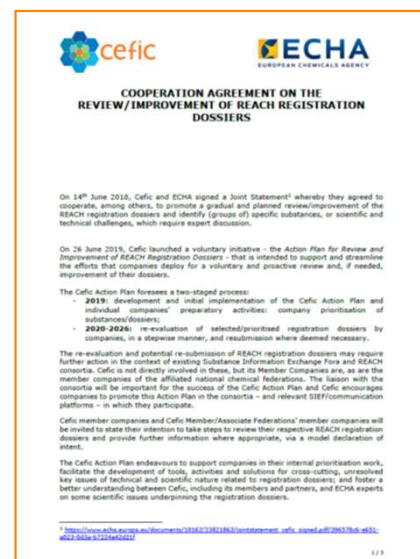 cefic
ECHA
EUROPEAN CHEMICALS AGENCY
COOPERATION AGREEMENT ON THE
REVIEW/IMPROVEMENT OF REACH REGISTRATION
DOSSIERS
On 14th June 2018, Cefic and ECHA signed a Joint Statement¹ whereby they agreed to
cooperate, among others, to promote a gradual and planned review/improvement of the
REACH registration dossiers and identify (groups of) specific substances, or scientific and
technical challenges, which require expert discussion.
On 26 June 2019, Cefic launched a voluntary initiative - the Action Plan for Review and
Improvement of REACH Registration Dossiers - that is intended to support and streamline
the efforts that companies deploy for a voluntary and proactive review and, if needed,
improvement of their dossiers.
The Cefic Action Plan foresees a two-staged process:
- 2019: development and initial implementation of the Cefic Action Plan and
individual companies' preparatory activities: company prioritisation of
substances/dossiers;
- 2020-2026: re-evaluation of selected/prioritised registration dossiers by
companies, in a stepwise manner, and resubmission where deemed necessary.
The re-evaluation and potential re-submission of REACH registration dossiers may require
further action in the context of existing Substance Information Exchange Fora and REACH
consortia. Cefic is not directly involved in these, but its Member Companies are, as are the
member companies of the affiliated national chemical federations. The liaison with the
consortia will be important for the success of the Cefic Action Plan and Cefic encourages
companies to promote this Action Plan in the consortia – and relevant SIEF/communication
platforms – in which they participate.
Cefic member companies and Cefic Member/Associate Federations' member companies will
be invited to state their intention to take steps to review their respective REACH registration
dossiers and provide further information where appropriate, via a model declaration of
intent.
The Cefic Action Plan endeavours to support companies in their internal prioritisation work,
facilitate the development of tools, activities and solutions for cross-cutting, unresolved
key issues of technical and scientific nature related to registration dossiers; and foster a
better understanding between Cefic, including its members and partners, and ECHA experts
on some scientific issues underpinning the registration dossiers.
1 / 3